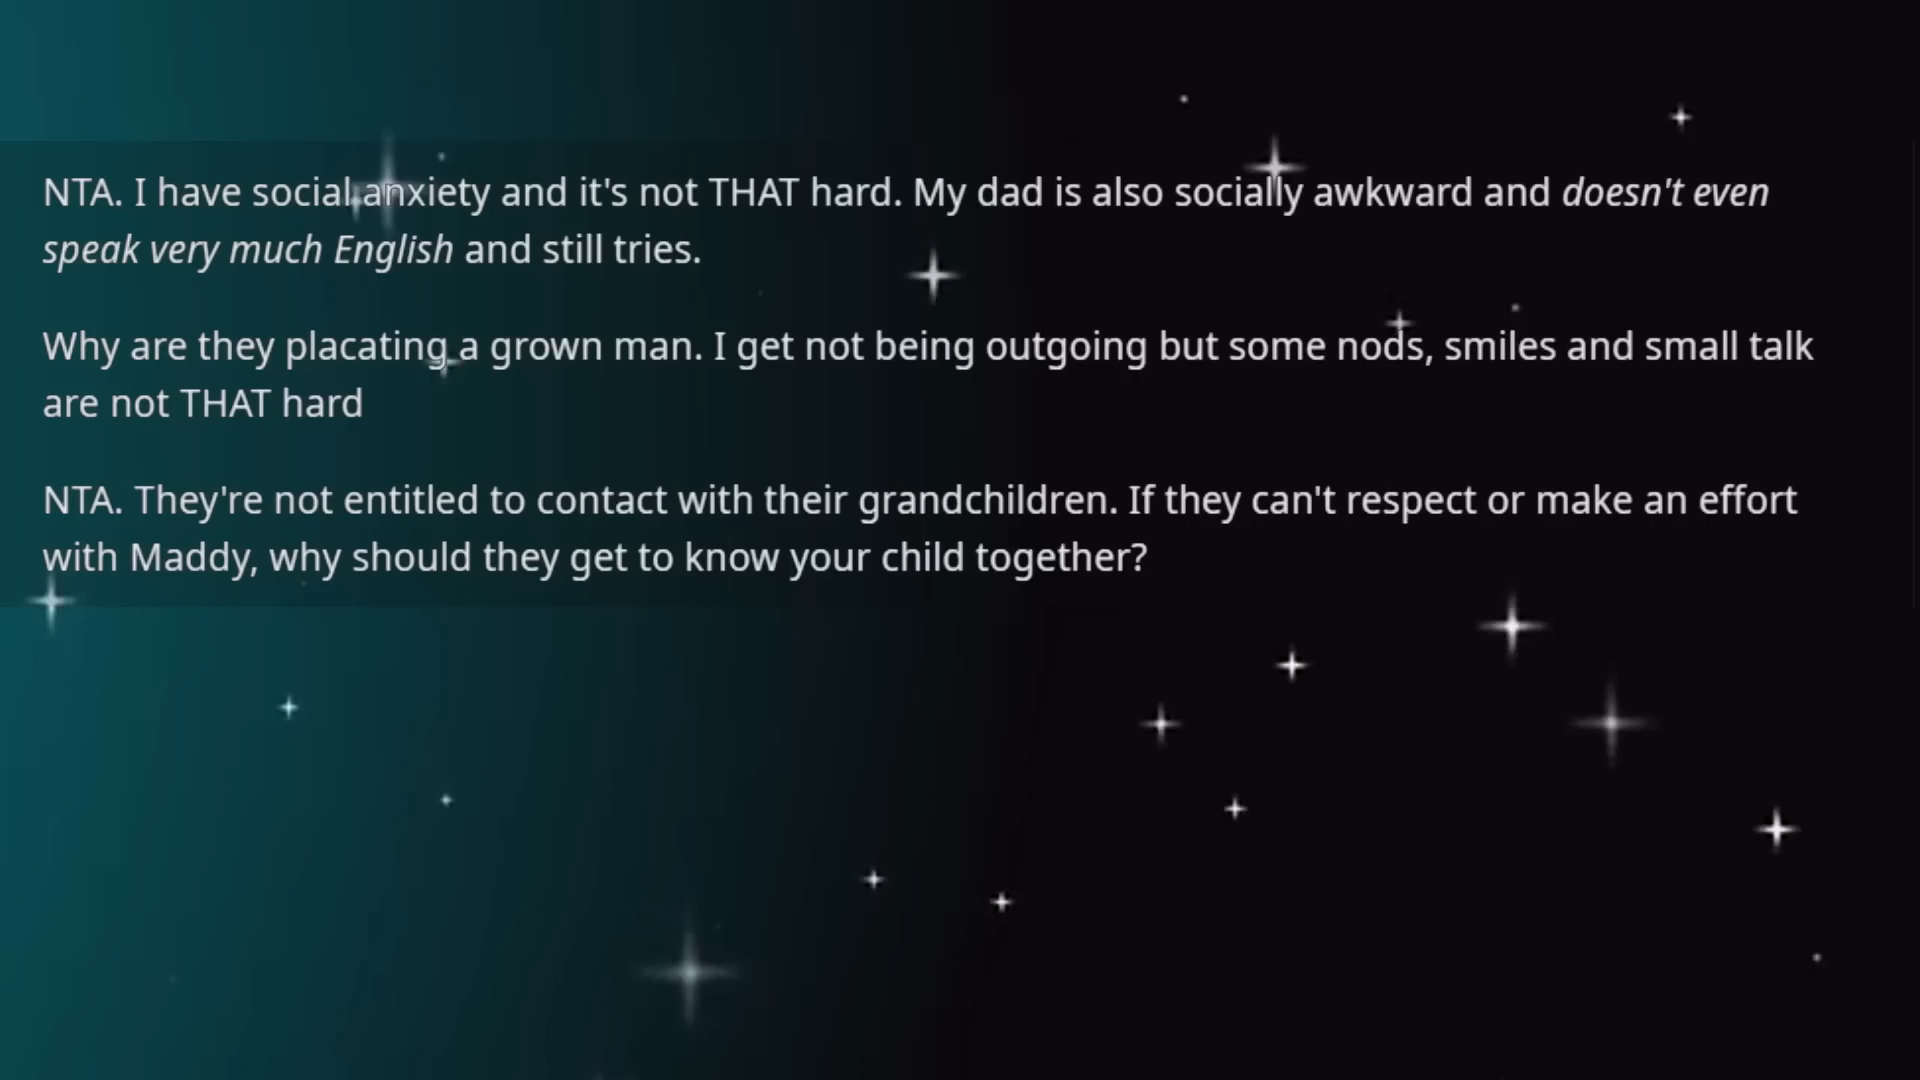 NTA. I have social anxiety and it's not THAT hard. My dad is also socially awkward and doesn't even
speak very much English and still tries.
Why are they placating a grown man. I get not being outgoing but some nods, smiles and small talk
are not THAT hard
NTA. They're not entitled to contact with their grandchildren. If they can't respect or make an effort
with Maddy, why should they get to know your child together?